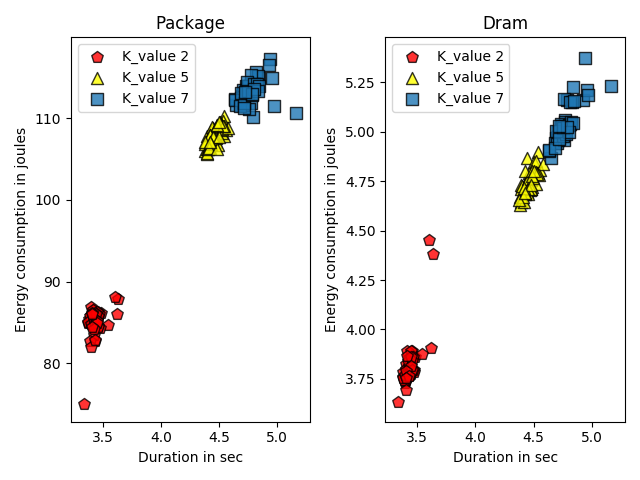 Package
K_value 2
K_value 5
K_value 7
Energy consumption in joules
110
100
90
80
3.5 4.0 4.5 5.0
Duration in sec
Dram
K_value 2
K_value 5
K_value 7
Energy consumption in joules
5.25
5.00
4.75
4.50
4.25
4.00
3.75
3.5 4.0 4.5 5.0
Duration in sec